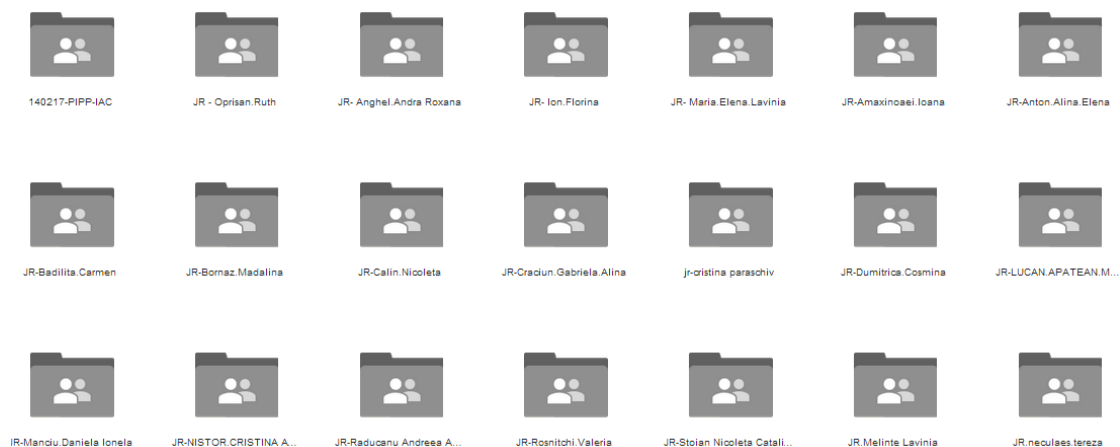 140217-PIPP-IAC
JR - Oprisan.Ruth
JR- Anghel.Andra Roxana
JR- Ion.Florina
JR- Maria.Elena.Lavinia
JR-Amaxinoaei.Ioana
JR-Anton.Alina.Elena
JR-Badilita.Carmen
JR-Bornaz.Madalina
JR-Calin.Nicoleta
JR-Craciun.Gabriela.Alina
jr-cristina paraschiv
JR-Dumitrica.Cosmina
JR-LUCAN.APATEAN.M...
JR-Manciu.Daniela Ionela
JR-NISTOR.CRISTINA A...
JR-Raducanu Andreea A...
JR-Rosnitchi.Valeria
JR-Stoian Nicoleta Catali...
JR.Melinte Lavinia
JR.neculaes.tereza